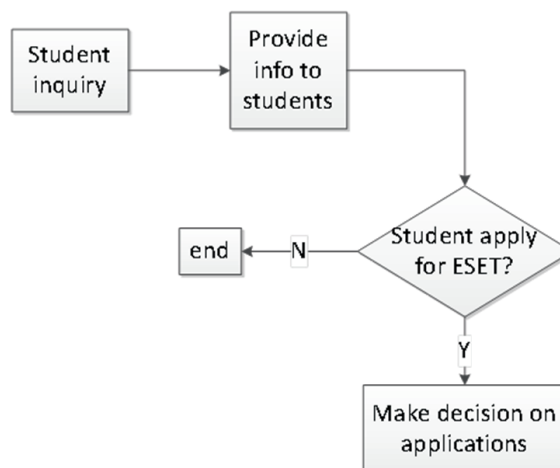 Student
inquiry
Provide
info to
students
Student apply
for ESET?
N
end
Y
Make decision on
applications